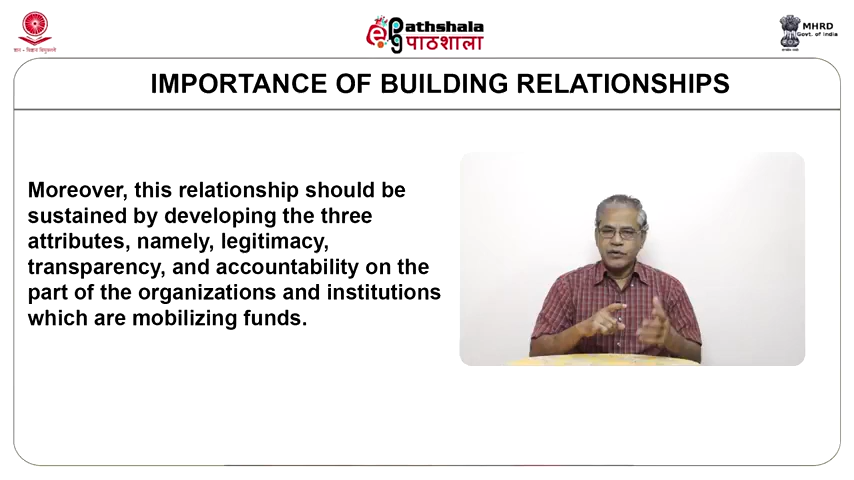 ePathshala
पाठशाला
MHRD
Govt. of India
IMPORTANCE OF BUILDING RELATIONSHIPS
Moreover, this relationship should be
sustained by developing the three
attributes, namely, legitimacy,
transparency, and accountability on the
part of the organizations and institutions
which are mobilizing funds.